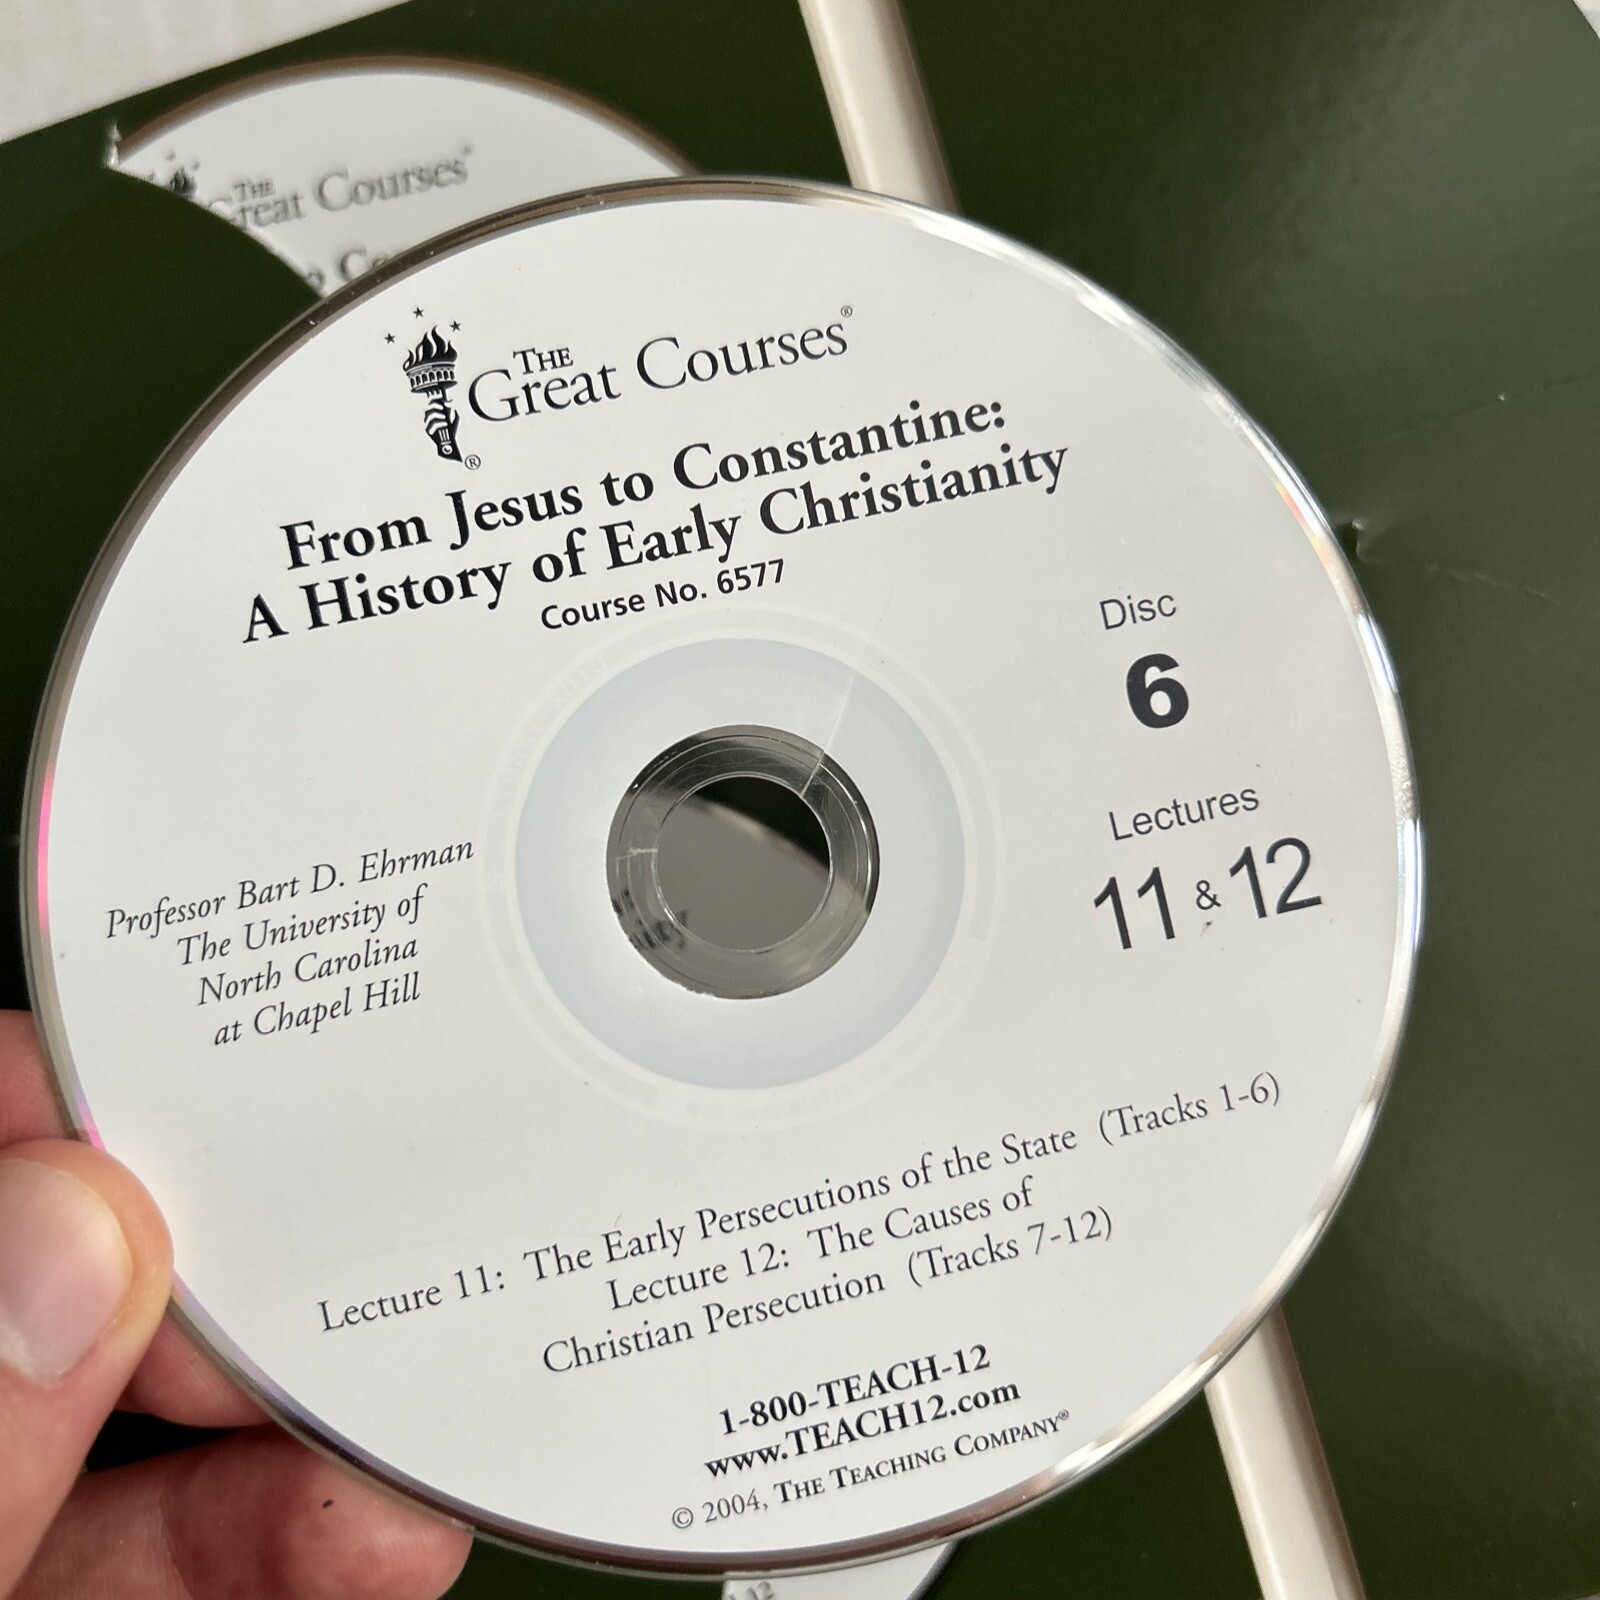 THE
Great Courses
THE
Great Courses®
®
From Jesus to Constantine:
A History of Early Christianity
Course No. 6577
Disc
6
Lectures
11 & 12
Professor Bart D. Ehrman
The University of
North Carolina
at Chapel Hill
Lecture 11: The Early Persecutions of the State (Tracks 1-6)
Lecture 12: The Causes of
Christian Persecution (Tracks 7-12)
1-800-TEACH-12
www.TEACH12.com
© 2004, THE TEACHING COMPANY®